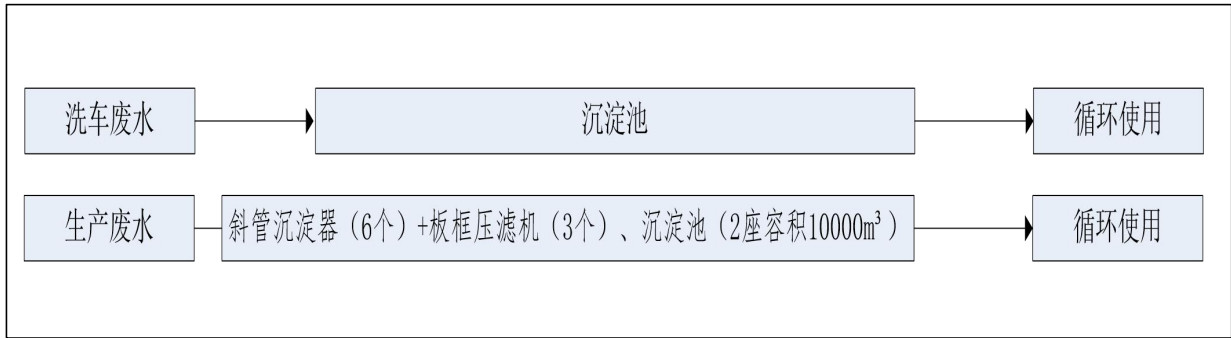 洗车废水 沉淀池 循环使用
生产废水 斜管沉淀器（6个）+板框压滤机（3个）、沉淀池（2座容积10000m³） 循环使用